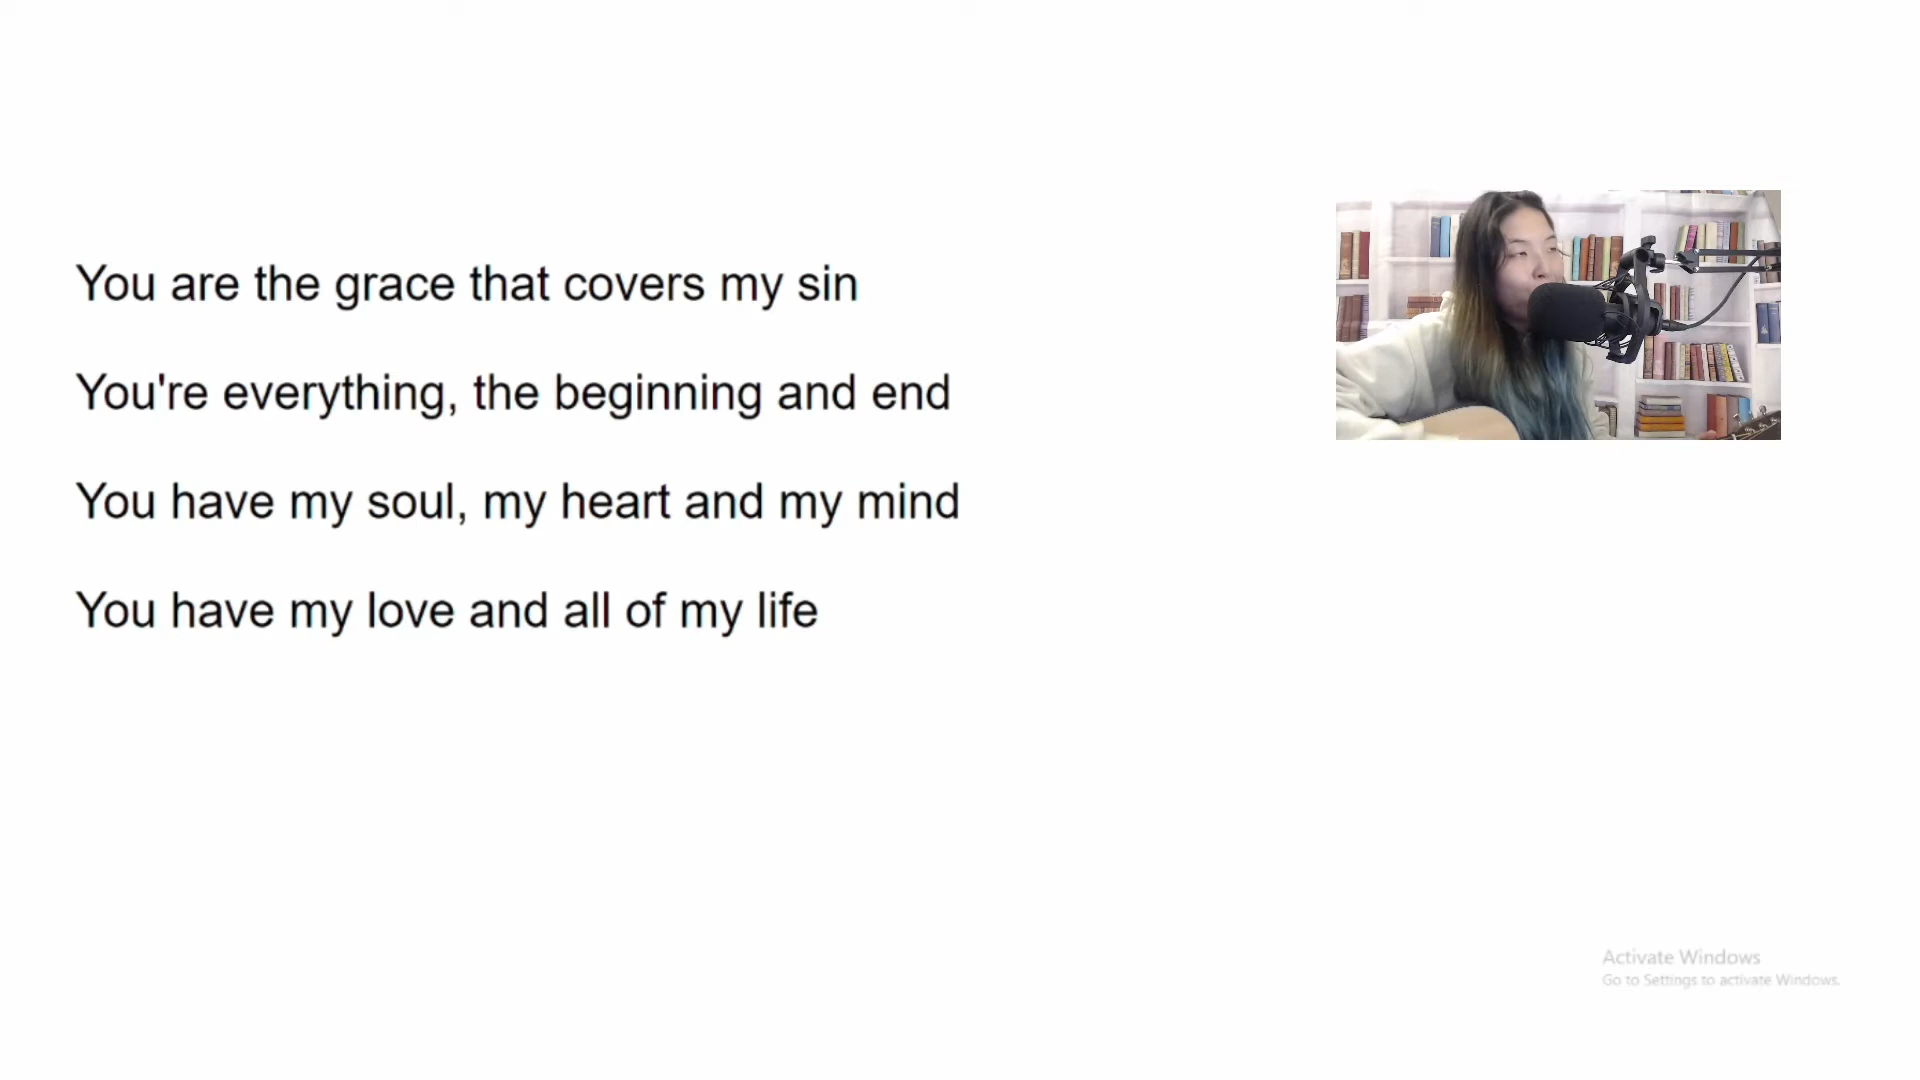 You are the grace that covers my sin
You're everything, the beginning and end
You have my soul, my heart and my mind
You have my love and all of my life
Activate Windows
Go to Settings to activate Windows.